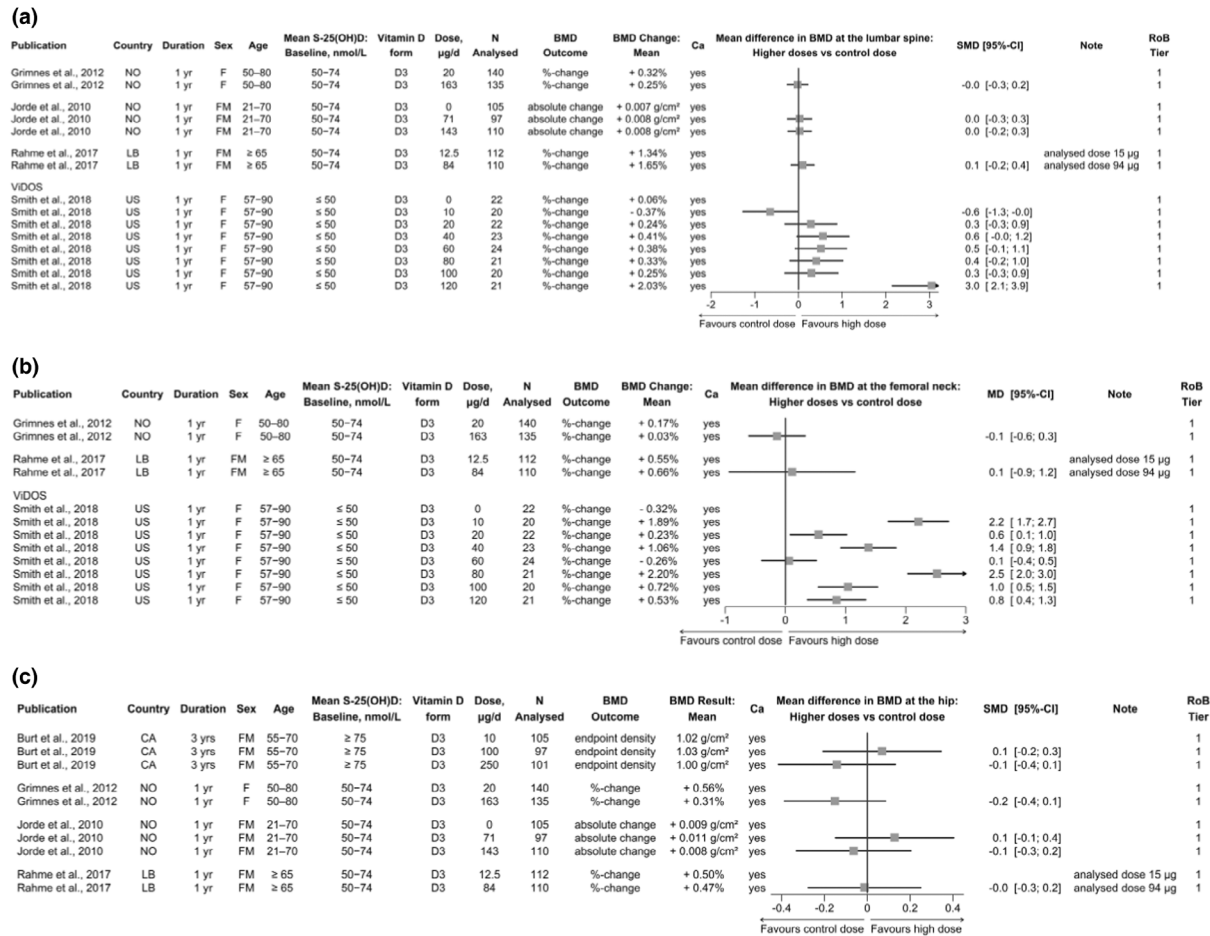 (a)
Publication Country Duration Sex Age Mean S-25(OH)D: Baseline, nmol/L Vitamin D form Dose, µg/d N Analysed BMD Outcome BMD Change: Mean Ca Mean difference in BMD at the lumbar spine: Higher doses vs control dose SMD [95%-CI] Note RoB Tier
Grimnes et al., 2012 NO 1 yr F 50−80 50−74 D3 20 140 %-change + 0.32% yes 1
Grimnes et al., 2012 NO 1 yr F 50−80 50−74 D3 163 135 %-change + 0.25% yes -0.0 [-0.3; 0.2] 1
Jorde et al., 2010 NO 1 yr FM 21−70 50−74 D3 0 105 absolute change + 0.007 g/cm² yes 1
Jorde et al., 2010 NO 1 yr FM 21−70 50−74 D3 71 97 absolute change + 0.008 g/cm² yes 0.0 [-0.3; 0.3] 1
Jorde et al., 2010 NO 1 yr FM 21−70 50−74 D3 143 110 absolute change + 0.008 g/cm² yes 0.0 [-0.2; 0.3] 1
Rahme et al., 2017 LB 1 yr FM ≥ 65 50−74 D3 12.5 112 %-change + 1.34% yes analysed dose 15 µg 1
Rahme et al., 2017 LB 1 yr FM ≥ 65 50−74 D3 84 110 %-change + 1.65% yes 0.1 [-0.2; 0.4] analysed dose 94 µg 1
ViDOS
Smith et al., 2018 US 1 yr F 57−90 ≤ 50 D3 0 22 %-change + 0.06% yes 1
Smith et al., 2018 US 1 yr F 57−90 ≤ 50 D3 10 20 %-change - 0.37% yes -0.6 [-1.3; -0.0] 1
Smith et al., 2018 US 1 yr F 57−90 ≤ 50 D3 20 22 %-change + 0.24% yes 0.3 [-0.3; 0.9] 1
Smith et al., 2018 US 1 yr F 57−90 ≤ 50 D3 40 23 %-change + 0.41% yes 0.6 [-0.0; 1.2] 1
Smith et al., 2018 US 1 yr F 57−90 ≤ 50 D3 60 24 %-change + 0.38% yes 0.5 [-0.1; 1.1] 1
Smith et al., 2018 US 1 yr F 57−90 ≤ 50 D3 80 21 %-change + 0.33% yes 0.4 [-0.2; 1.0] 1
Smith et al., 2018 US 1 yr F 57−90 ≤ 50 D3 100 20 %-change + 0.25% yes 0.3 [-0.3; 0.9] 1
Smith et al., 2018 US 1 yr F 57−90 ≤ 50 D3 120 21 %-change + 2.03% yes 3.0 [ 2.1; 3.9] 1
-2 -1 0 1 2 3
Favours control dose Favours high dose
(b)
Publication Country Duration Sex Age Mean S-25(OH)D: Baseline, nmol/L Vitamin D form Dose, µg/d N Analysed BMD Outcome BMD Change: Mean Ca Mean difference in BMD at the femoral neck: Higher doses vs control dose MD [95%-CI] RoB Tier
Grimnes et al., 2012 NO 1 yr F 50−80 50−74 D3 20 140 %-change + 0.17% yes 1
Grimnes et al., 2012 NO 1 yr F 50−80 50−74 D3 163 135 %-change + 0.03% yes -0.1 [-0.6; 0.3] 1
Rahme et al., 2017 LB 1 yr FM ≥ 65 50−74 D3 12.5 112 %-change + 0.55% yes analysed dose 15 µg 1
Rahme et al., 2017 LB 1 yr FM ≥ 65 50−74 D3 84 110 %-change + 0.66% yes 0.1 [-0.9; 1.2] analysed dose 94 µg 1
ViDOS
Smith et al., 2018 US 1 yr F 57−90 ≤ 50 D3 0 22 %-change - 0.32% yes 1
Smith et al., 2018 US 1 yr F 57−90 ≤ 50 D3 10 20 %-change + 1.89% yes 2.2 [ 1.7; 2.7] 1
Smith et al., 2018 US 1 yr F 57−90 ≤ 50 D3 20 22 %-change + 0.23% yes 0.6 [ 0.1; 1.0] 1
Smith et al., 2018 US 1 yr F 57−90 ≤ 50 D3 40 23 %-change + 1.06% yes 1.4 [ 0.9; 1.8] 1
Smith et al., 2018 US 1 yr F 57−90 ≤ 50 D3 60 24 %-change - 0.26% yes 0.1 [-0.4; 0.5] 1
Smith et al., 2018 US 1 yr F 57−90 ≤ 50 D3 80 21 %-change + 2.20% yes 2.5 [ 2.0; 3.0] 1
Smith et al., 2018 US 1 yr F 57−90 ≤ 50 D3 100 20 %-change + 0.72% yes 1.0 [ 0.5; 1.5] 1
Smith et al., 2018 US 1 yr F 57−90 ≤ 50 D3 120 21 %-change + 0.53% yes 0.8 [ 0.4; 1.3] 1
-1 0 1 2 3
Favours control dose Favours high dose
(c)
Publication Country Duration Sex Age Mean S-25(OH)D: Baseline, nmol/L Vitamin D form Dose, µg/d N Analysed BMD Outcome BMD Result: Mean Ca Mean difference in BMD at the hip: Higher doses vs control dose SMD [95%-CI] Note RoB Tier
Burt et al., 2019 CA 3 yrs FM 55−70 ≥ 75 D3 10 105 endpoint density 1.02 g/cm² yes 1
Burt et al., 2019 CA 3 yrs FM 55−70 ≥ 75 D3 100 97 endpoint density 1.03 g/cm² yes 0.1 [-0.2; 0.3] 1
Burt et al., 2019 CA 3 yrs FM 55−70 ≥ 75 D3 250 101 endpoint density 1.00 g/cm² yes -0.1 [-0.4; 0.1] 1
Grimnes et al., 2012 NO 1 yr F 50−80 50−74 D3 20 140 %-change + 0.56% yes 1
Grimnes et al., 2012 NO 1 yr F 50−80 50−74 D3 163 135 %-change + 0.31% yes -0.2 [-0.4; 0.1] 1
Jorde et al., 2010 NO 1 yr FM 21−70 50−74 D3 0 105 absolute change + 0.009 g/cm² yes 1
Jorde et al., 2010 NO 1 yr FM 21−70 50−74 D3 71 97 absolute change + 0.011 g/cm² yes 0.1 [-0.1; 0.4] 1
Jorde et al., 2010 NO 1 yr FM 21−70 50−74 D3 143 110 absolute change + 0.008 g/cm² yes -0.1 [-0.3; 0.2] 1
Rahme et al., 2017 LB 1 yr FM ≥ 65 50−74 D3 12.5 112 %-change + 0.50% yes analysed dose 15 µg 1
Rahme et al., 2017 LB 1 yr FM ≥ 65 50−74 D3 84 110 %-change + 0.47% yes -0.0 [-0.3; 0.2] analysed dose 94 µg 1
-0.4 -0.2 0 0.2 0.4
Favours control dose Favours high dose